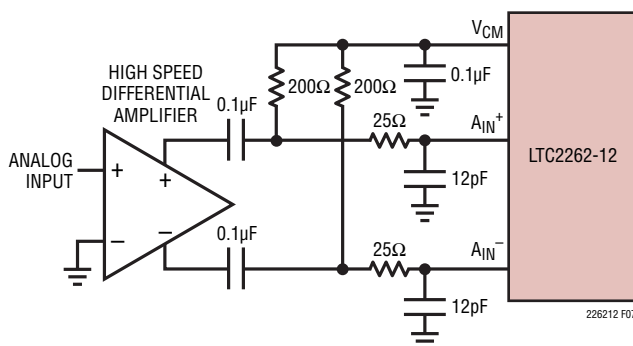 V_CM
HIGH SPEED
DIFFERENTIAL
AMPLIFIER
0.1µF
200Ω
200Ω
0.1µF
25Ω
A_IN^+
LTC2262-12
ANALOG
INPUT
+
+
12pF
−
−
0.1µF
25Ω
A_IN^−
12pF
226212 F07